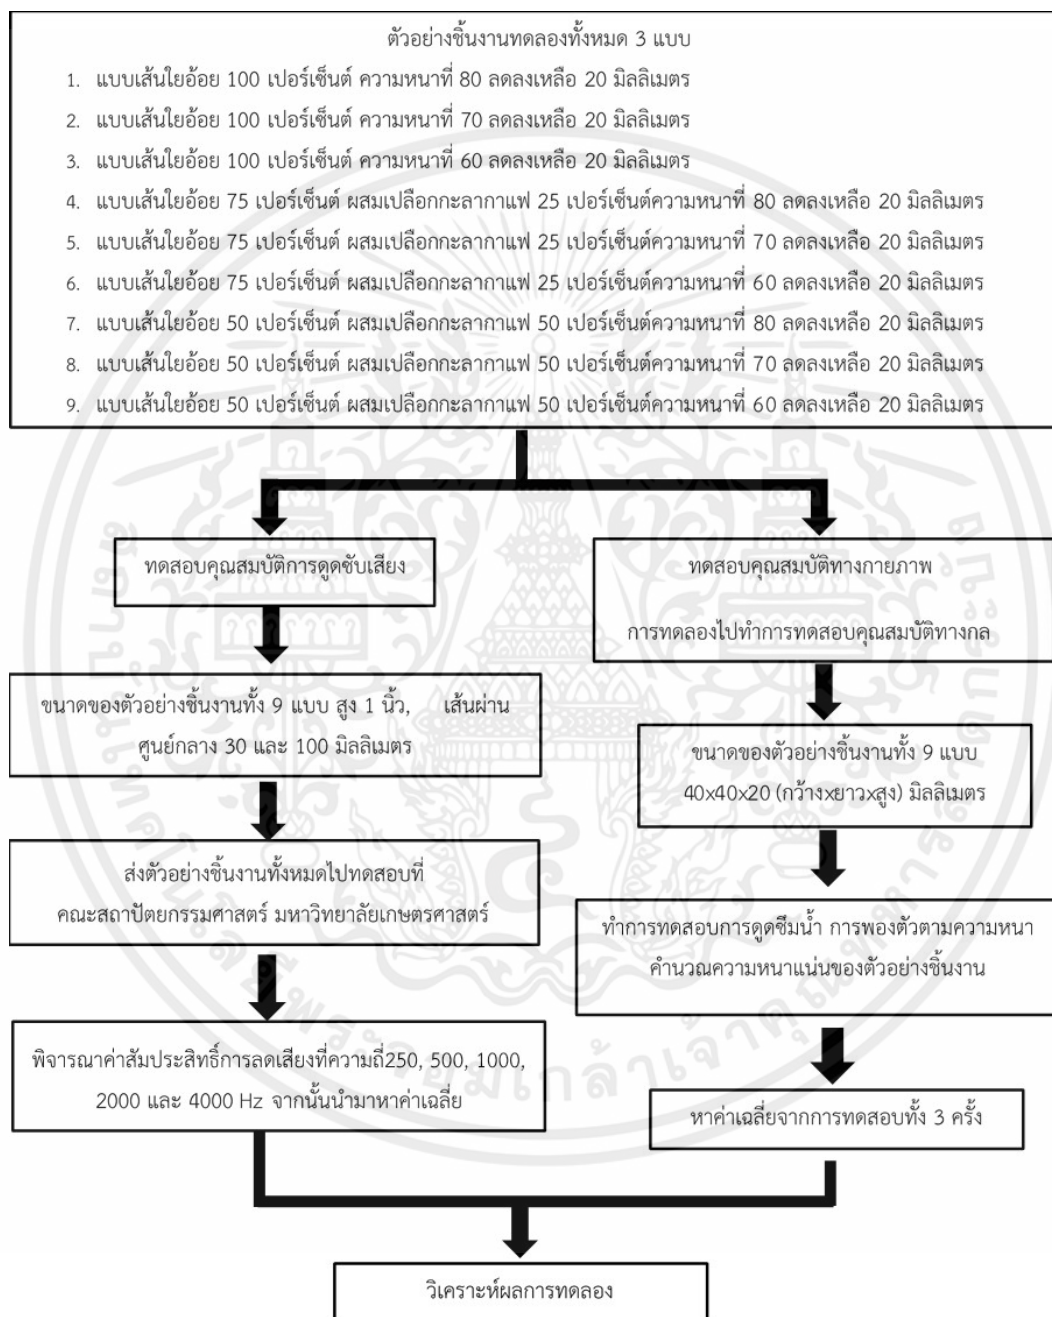 ตัวอย่างชิ้นงานทดลองทั้งหมด 3 แบบ
1. แบบเส้นใยอ้อย 100 เปอร์เซ็นต์ ความหนาที่ 80 ลดลงเหลือ 20 มิลลิเมตร
2. แบบเส้นใยอ้อย 100 เปอร์เซ็นต์ ความหนาที่ 70 ลดลงเหลือ 20 มิลลิเมตร
3. แบบเส้นใยอ้อย 100 เปอร์เซ็นต์ ความหนาที่ 60 ลดลงเหลือ 20 มิลลิเมตร
4. แบบเส้นใยอ้อย 75 เปอร์เซ็นต์ ผสมเปลือกกะลากาแฟ 25 เปอร์เซ็นต์ความหนาที่ 80 ลดลงเหลือ 20 มิลลิเมตร
5. แบบเส้นใยอ้อย 75 เปอร์เซ็นต์ ผสมเปลือกกะลากาแฟ 25 เปอร์เซ็นต์ความหนาที่ 70 ลดลงเหลือ 20 มิลลิเมตร
6. แบบเส้นใยอ้อย 75 เปอร์เซ็นต์ ผสมเปลือกกะลากาแฟ 25 เปอร์เซ็นต์ความหนาที่ 60 ลดลงเหลือ 20 มิลลิเมตร
7. แบบเส้นใยอ้อย 50 เปอร์เซ็นต์ ผสมเปลือกกะลากาแฟ 50 เปอร์เซ็นต์ความหนาที่ 80 ลดลงเหลือ 20 มิลลิเมตร
8. แบบเส้นใยอ้อย 50 เปอร์เซ็นต์ ผสมเปลือกกะลากาแฟ 50 เปอร์เซ็นต์ความหนาที่ 70 ลดลงเหลือ 20 มิลลิเมตร
9. แบบเส้นใยอ้อย 50 เปอร์เซ็นต์ ผสมเปลือกกะลากาแฟ 50 เปอร์เซ็นต์ความหนาที่ 60 ลดลงเหลือ 20 มิลลิเมตร
ทดสอบคุณสมบัติการดูดซับเสียง
ขนาดของตัวอย่างชิ้นงานทั้ง 9 แบบ สูง 1 นิ้ว, เส้นผ่าน
ศูนย์กลาง 30 และ 100 มิลลิเมตร
ส่งตัวอย่างชิ้นงานทั้งหมดไปทดสอบที่
คณะสถาปัตยกรรมศาสตร์ มหาวิทยาลัยเกษตรศาสตร์
พิจารณาค่าสัมประสิทธิ์การลดเสียงที่ความถี่250, 500, 1000,
2000 และ 4000 Hz จากนั้นนำมาหาค่าเฉลี่ย
ทดสอบคุณสมบัติทางกายภาพ
การทดลองไปทำการทดสอบคุณสมบัติทางกล
ขนาดของตัวอย่างชิ้นงานทั้ง 9 แบบ
40x40x20 (กว้างxยาวxสูง) มิลลิเมตร
ทำการทดสอบการดูดซึมน้ำ การพองตัวตามความหนา
คำนวณความหนาแน่นของตัวอย่างชิ้นงาน
หาค่าเฉลี่ยจากการทดสอบทั้ง 3 ครั้ง
วิเคราะห์ผลการทดลอง